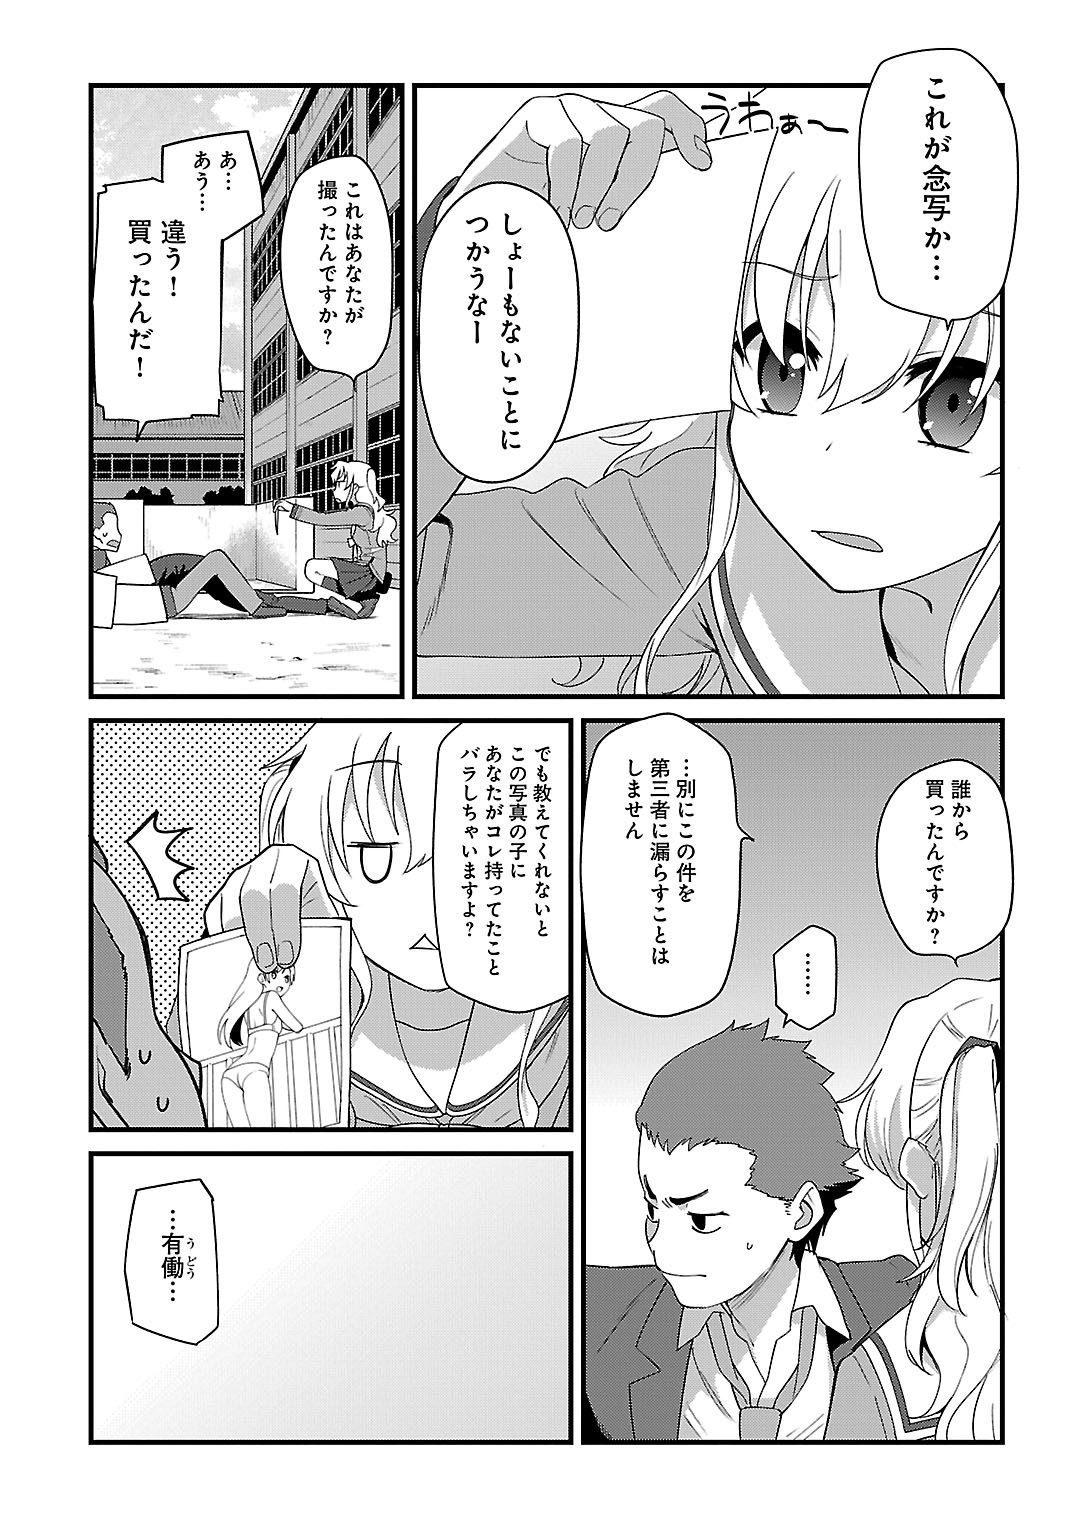 これが念写か…
うわぁ～
しょーもないことに
つかうなー
これはあなたが
撮ったんですか？
あ…
あう…
違う！
買ったんだ！
誰から
買ったんですか？
……
…別にこの件を
第三者に漏らすことは
しません
でも教えてくれないと
この写真の子に
あなたがコレ持ってたこと
バラしちゃいますよ？
…有働…
うどう